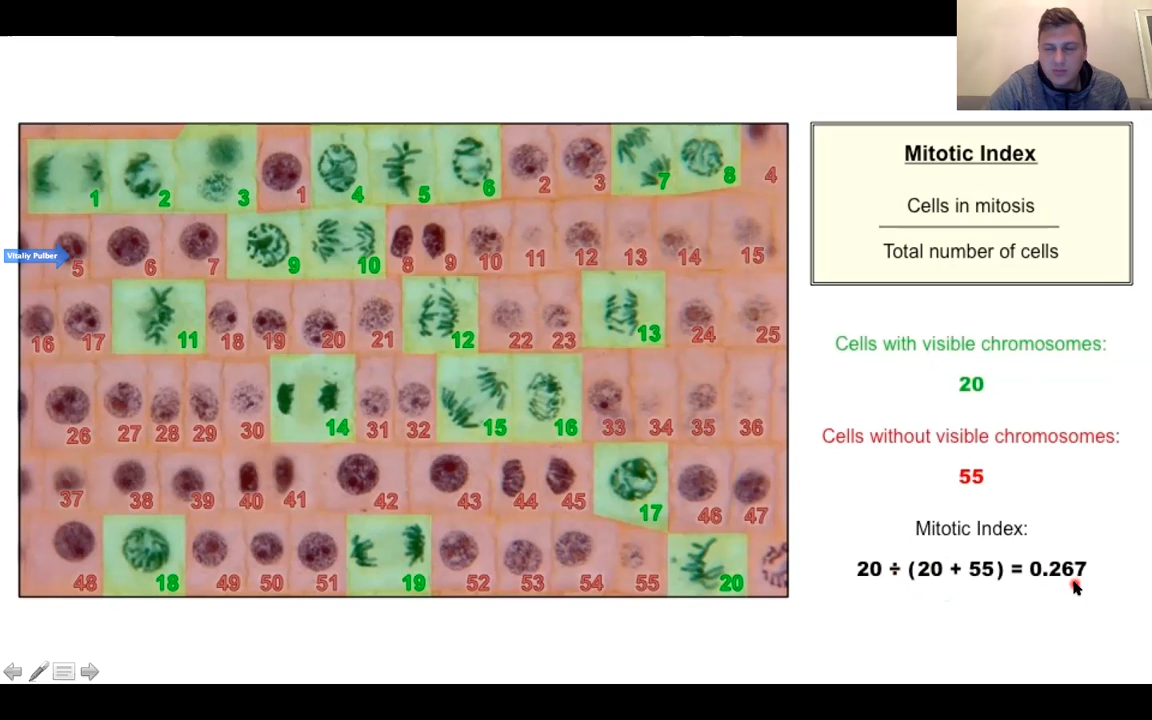 Mitotic Index
Cells in mitosis
Total number of cells
1 2 3 1 4 5 6 2 3 7 8 4
Vitaliy Pulber
5 6 7 9 10 8 9 10 11 12 13 14 15
16 17 11 18 19 20 21 12 22 23 13 24 25
26 27 28 29 30 14 31 32 15 16 33 34 35 36
37 38 39 40 41 42 43 44 45 17 46 47
48 18 49 50 51 19 52 53 54 55 20
Cells with visible chromosomes:
20
Cells without visible chromosomes:
55
Mitotic Index:
20 ÷ (20 + 55) = 0.267